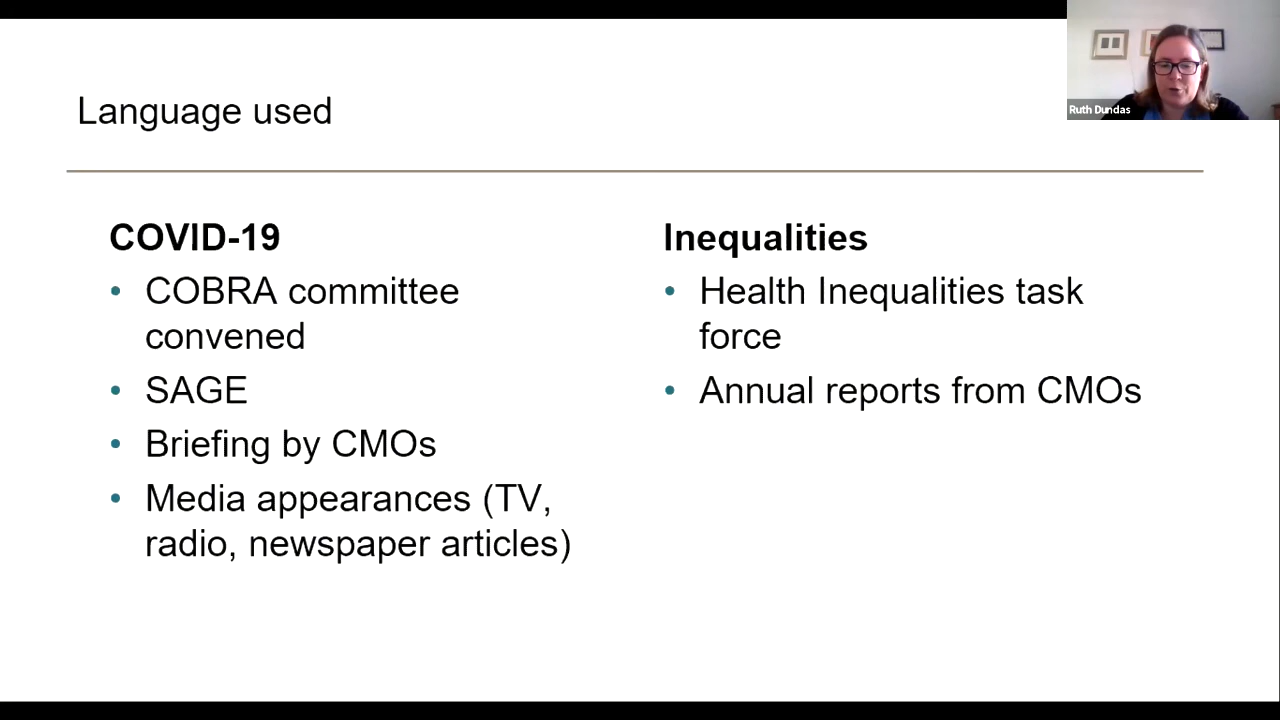 Language used
Ruth Dundas
COVID-19
• COBRA committee
convened
• SAGE
• Briefing by CMOs
• Media appearances (TV,
radio, newspaper articles)
Inequalities
• Health Inequalities task
force
• Annual reports from CMOs